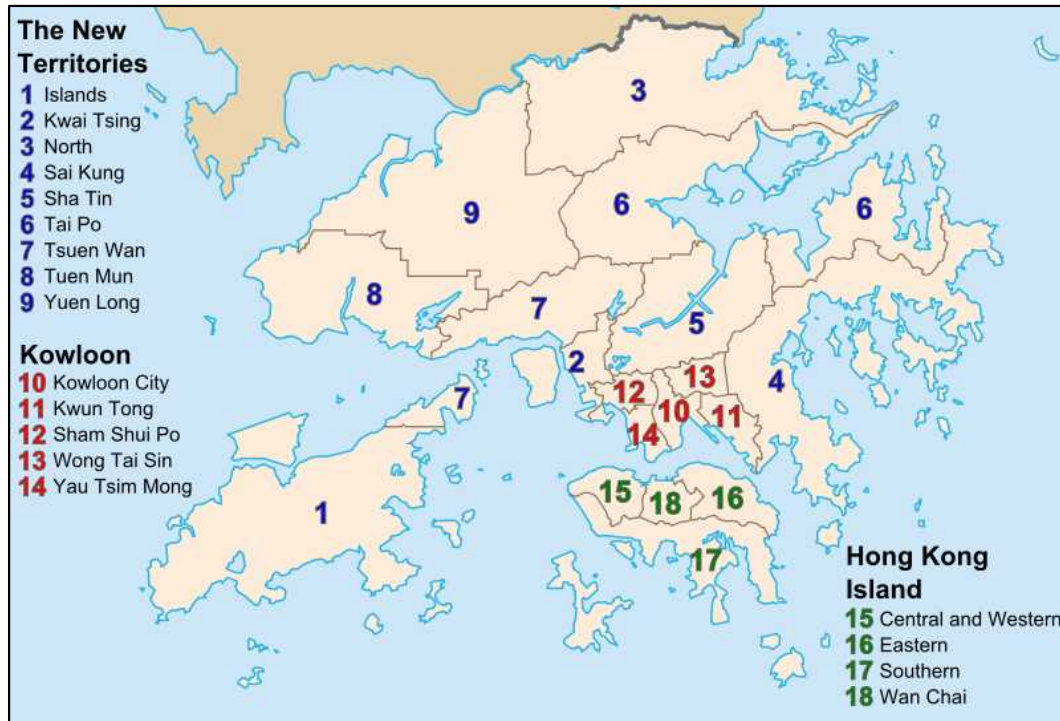 The New
Territories
1 Islands
2 Kwai Tsing
3 North
4 Sai Kung
5 Sha Tin
6 Tai Po
7 Tsuen Wan
8 Tuen Mun
9 Yuen Long
Kowloon
10 Kowloon City
11 Kwun Tong
12 Sham Shui Po
13 Wong Tai Sin
14 Yau Tsim Mong
3
6
6
9
8
7
5
2
13
4
7
12
10
11
14
15
18
16
1
17
Hong Kong
Island
15 Central and Western
16 Eastern
17 Southern
18 Wan Chai